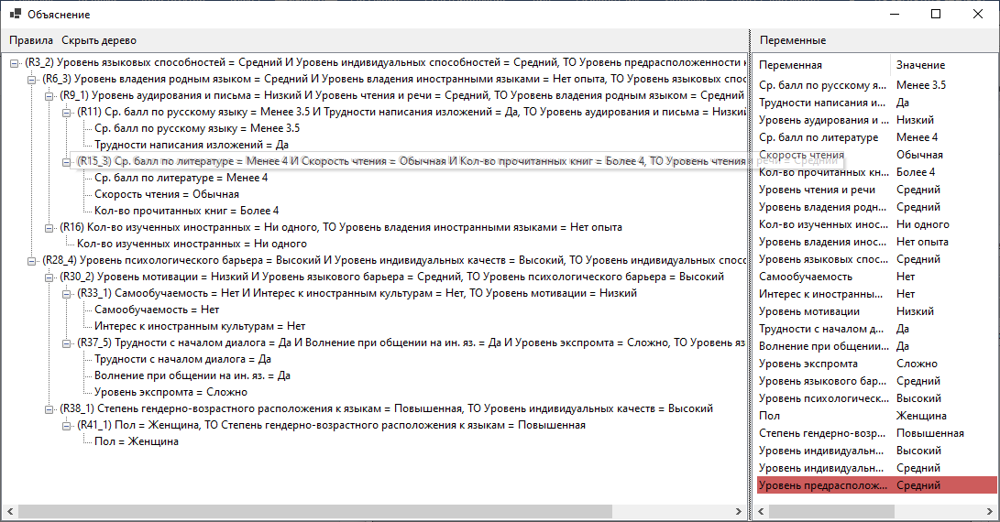 Объяснение
Правила Скрыть дерево
(R3_2) Уровень языковых способностей = Средний И Уровень индивидуальных способностей = Средний, ТО Уровень предрасположенности
(R6_3) Уровень владения родным языком = Средний И Уровень владения иностранными языками = Нет опыта, ТО Уровень языковых спос
(R9_1) Уровень аудирования и письма = Низкий И Уровень чтения и речи = Средний, ТО Уровень владения родным языком = Средний
(R11) Ср. балл по русскому языку = Менее 3.5 И Трудности написания изложений = Да, ТО Уровень аудирования и письма = Низкий
Ср. балл по русскому языку = Менее 3.5
Трудности написания изложений = Да
(R15_3) Ср. балл по литературе = Менее 4 И Скорость чтения = Обычная И Кол-во прочитанных книг = Более 4, ТО Уровень чтения и речи = Средний
Ср. балл по литературе = Менее 4
Скорость чтения = Обычная
Кол-во прочитанных книг = Более 4
(R16) Кол-во изученных иностранных = Ни одного, ТО Уровень владения иностранными языками = Нет опыта
Кол-во изученных иностранных = Ни одного
(R28_4) Уровень психологического барьера = Высокий И Уровень индивидуальных качеств = Высокий, ТО Уровень индивидуальных спосо
(R30_2) Уровень мотивации = Низкий И Уровень языкового барьера = Средний, ТО Уровень психологического барьера = Высокий
(R33_1) Самообучаемость = Нет И Интерес к иностранным культурам = Нет, ТО Уровень мотивации = Низкий
Самообучаемость = Нет
Интерес к иностранным культурам = Нет
(R37_5) Трудности с началом диалога = Да И Волнение при общении на ин. яз. = Да И Уровень экспромта = Сложно, ТО Уровень яз
Трудности с началом диалога = Да
Волнение при общении на ин. яз. = Да
Уровень экспромта = Сложно
(R38_1) Степень гендерно-возрастного расположения к языкам = Повышенная, ТО Уровень индивидуальных качеств = Высокий
(R41_1) Пол = Женщина, ТО Степень гендерно-возрастного расположения к языкам = Повышенная
Пол = Женщина
Переменные
Переменная Значение
Ср. балл по русскому я... Менее 3.5
Трудности написания и... Да
Уровень аудирования и ... Низкий
Ср. балл по литературе Менее 4
Скорость чтения Обычная
Кол-во прочитанных кн... Более 4
Уровень чтения и речи Средний
Уровень владения родн... Средний
Кол-во изученных инос... Ни одного
Уровень владения инос... Нет опыта
Уровень языковых спос... Средний
Самообучаемость Нет
Интерес к иностранны... Нет
Уровень мотивации Низкий
Трудности с началом д... Да
Волнение при общении... Да
Уровень экспромта Сложно
Уровень языкового бар... Средний
Уровень психологическ... Высокий
Пол Женщина
Степень гендерно-возр... Повышенная
Уровень индивидуальн... Высокий
Уровень индивидуальн... Средний
Уровень предрасполож... Средний